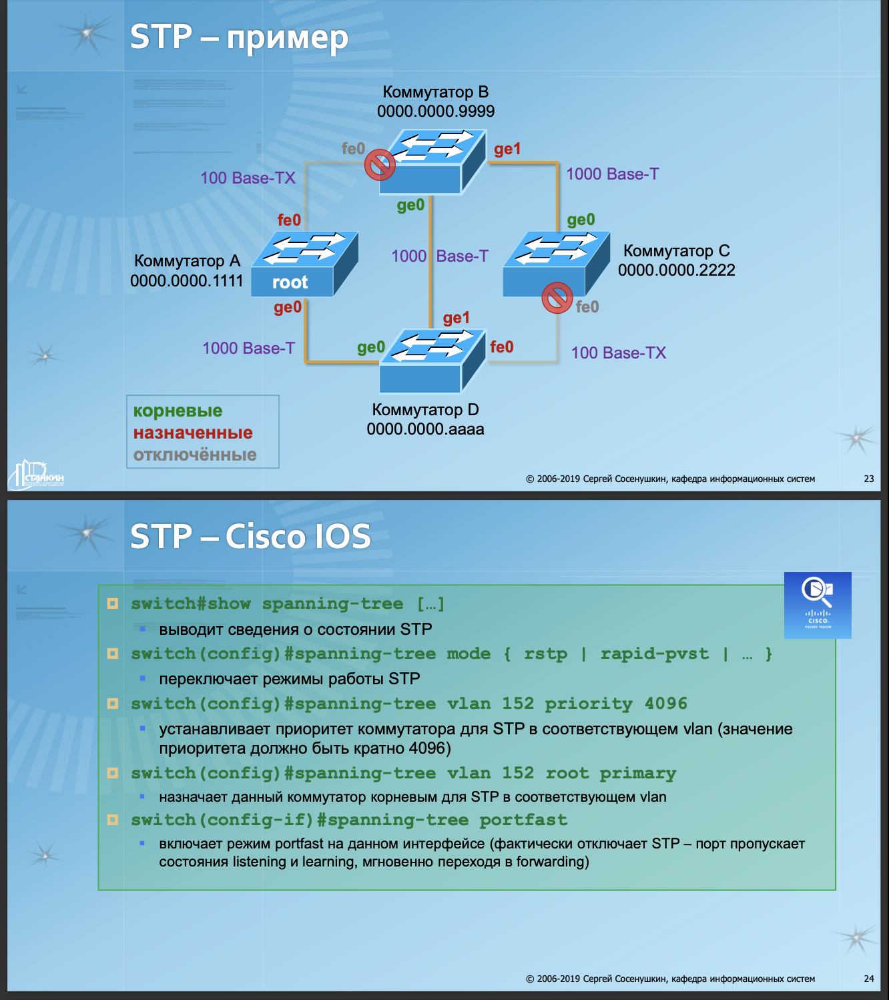 STP – пример
Коммутатор B
0000.0000.9999
fe0
ge1
100 Base-TX
1000 Base-T
ge0
fe0
ge0
Коммутатор A
0000.0000.1111
root
1000 Base-T
Коммутатор C
0000.0000.2222
ge0
fe0
ge1
1000 Base-T
ge0
fe0
100 Base-TX
Коммутатор D
0000.0000.aaaa
корневые
назначенные
отключённые
СТАНКИН
© 2006-2019 Сергей Сосенушкин, кафедра информационных систем
23
STP – Cisco IOS
CISCO
PACKET TRACER
switch#show spanning-tree […]
выводит сведения о состоянии STP
switch(config)#spanning-tree mode { rstp | rapid-pvst | … }
переключает режимы работы STP
switch(config)#spanning-tree vlan 152 priority 4096
устанавливает приоритет коммутатора для STP в соответствующем vlan (значение
приоритета должно быть кратно 4096)
switch(config)#spanning-tree vlan 152 root primary
назначает данный коммутатор корневым для STP в соответствующем vlan
switch(config-if)#spanning-tree portfast
включает режим portfast на данном интерфейсе (фактически отключает STP – порт пропускает
состояния listening и learning, мгновенно переходя в forwarding)
© 2006-2019 Сергей Сосенушкин, кафедра информационных систем
24